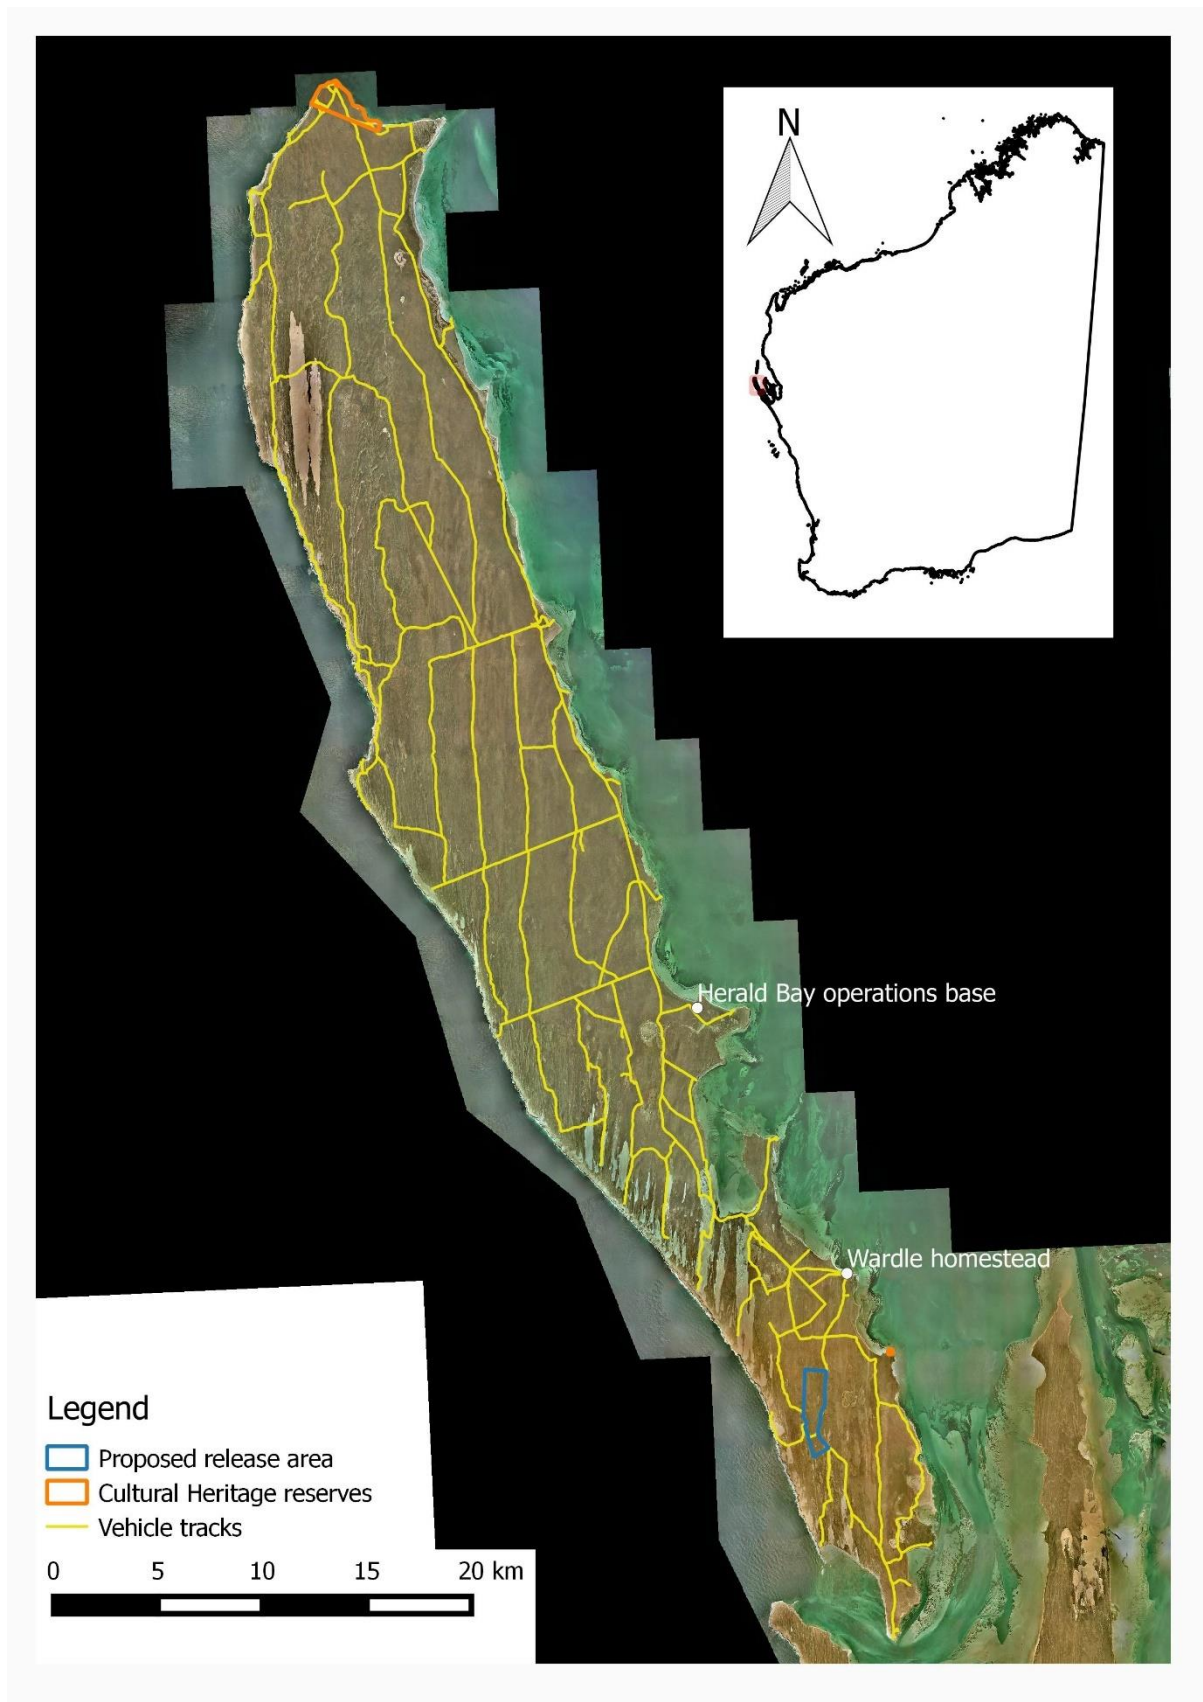 N
Herald Bay operations base
Wardle homestead
Legend
Proposed release area
Cultural Heritage reserves
Vehicle tracks
0 5 10 15 20 km